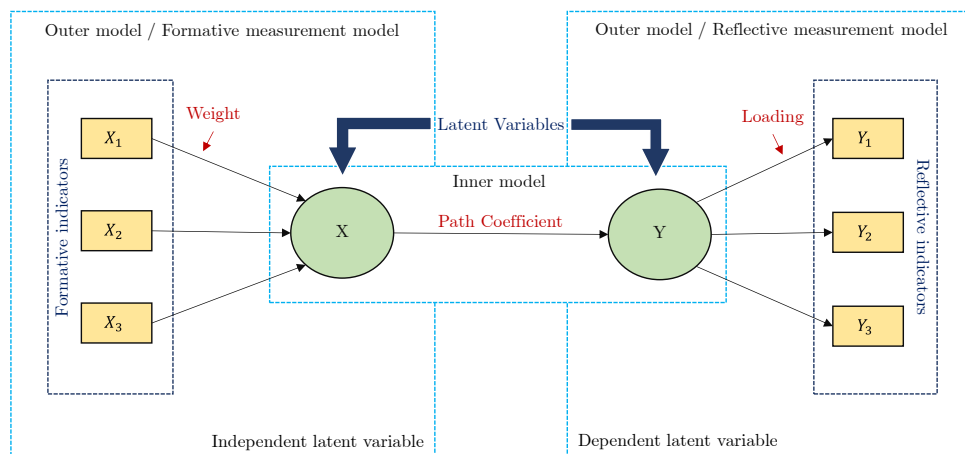 Outer model / Formative measurement model
Outer model / Reflective measurement model
Weight
Loading
Latent Variables
Formative indicators
Reflective indicators
X₁
X₂
X₃
Inner model
X
Path Coefficient
Y
Y₁
Y₂
Y₃
Independent latent variable
Dependent latent variable